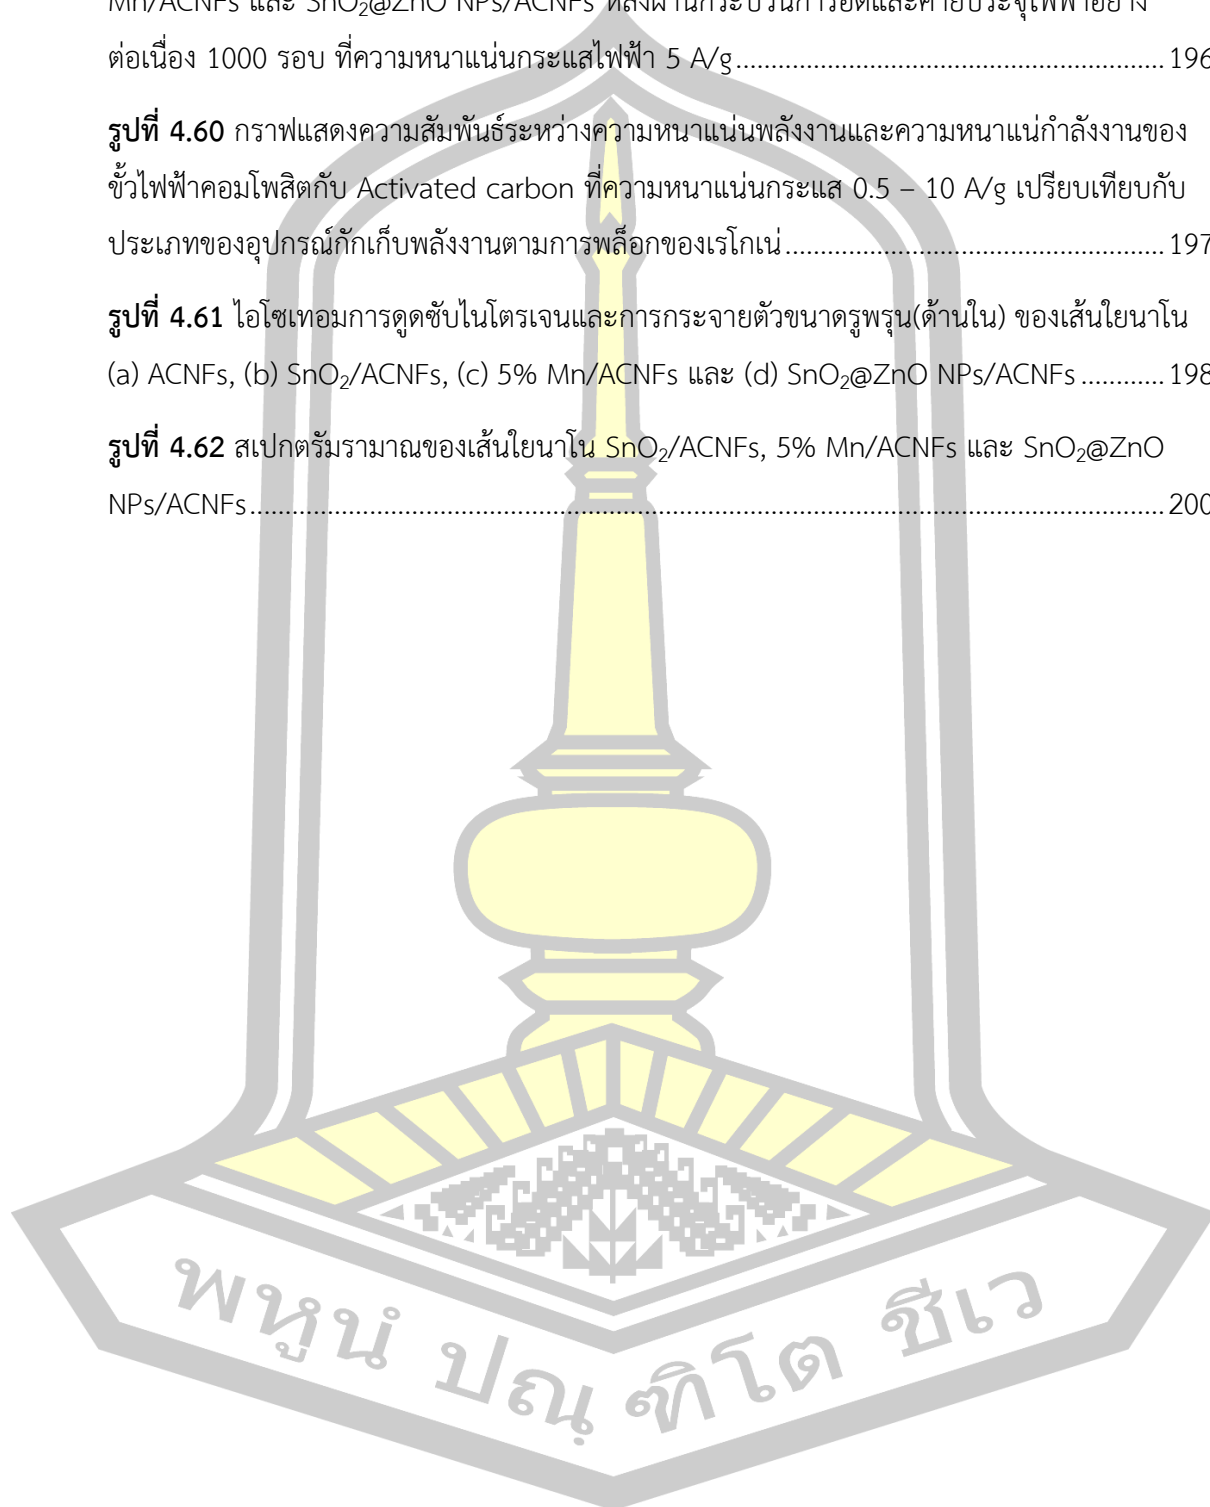 Mn/ACNFs และ SnO₂@ZnO NPs/ACNFs หลังผ่านกระบวนการอัดและคายประจุไฟฟ้าอย่าง
ต่อเนื่อง 1000 รอบ ที่ความหนาแน่นกระแสไฟฟ้า 5 A/g............................................................. 196
รูปที่ 4.60 กราฟแสดงความสัมพันธ์ระหว่างความหนาแน่นพลังงานและความหนาแน่กำลังงานของ
ขั้วไฟฟ้าคอมโพสิตกับ Activated carbon ที่ความหนาแน่นกระแส 0.5 – 10 A/g เปรียบเทียบกับ
ประเภทของอุปกรณ์กักเก็บพลังงานตามการพล็อกของเรโกเน่...................................................... 197
รูปที่ 4.61 ไอโซเทอมการดูดซับไนโตรเจนและการกระจายตัวขนาดรูพรุน(ด้านใน) ของเส้นใยนาโน
(a) ACNFs, (b) SnO₂/ACNFs, (c) 5% Mn/ACNFs และ (d) SnO₂@ZnO NPs/ACNFs ............ 198
รูปที่ 4.62 สเปกตรัมรามาณของเส้นใยนาโน SnO₂/ACNFs, 5% Mn/ACNFs และ SnO₂@ZnO
NPs/ACNFs................................................................................................................................... 200
พหูนํ ปณฺฑิโต ชีเว